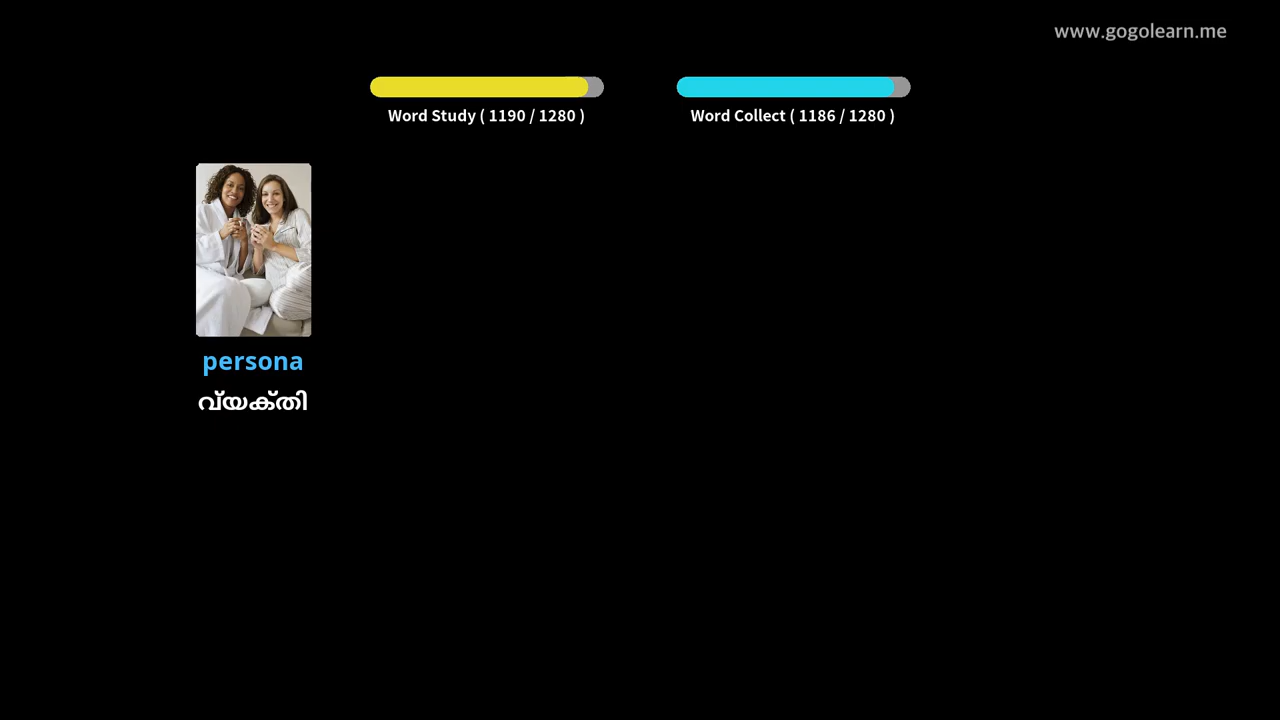 www.gogolearn.me
Word Study ( 1190 / 1280 )
Word Collect ( 1186 / 1280 )
persona
വ്യക്തി